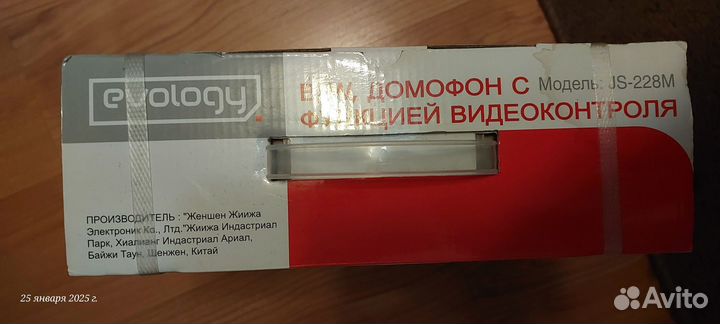 evology
ДОМОФОН С
Модель: JS-228M
ФУНКЦИЕЙ ВИДЕОКОНТРОЛЯ
ПРОИЗВОДИТЕЛЬ : "Женшен Жиижа
Электроник Ко., Лтд."Жиижа Индастриал
Парк, Хиалианг Индастриал Ариал,
Байжи Таун, Шенжен, Китай
25 января 2025 г.
Avito